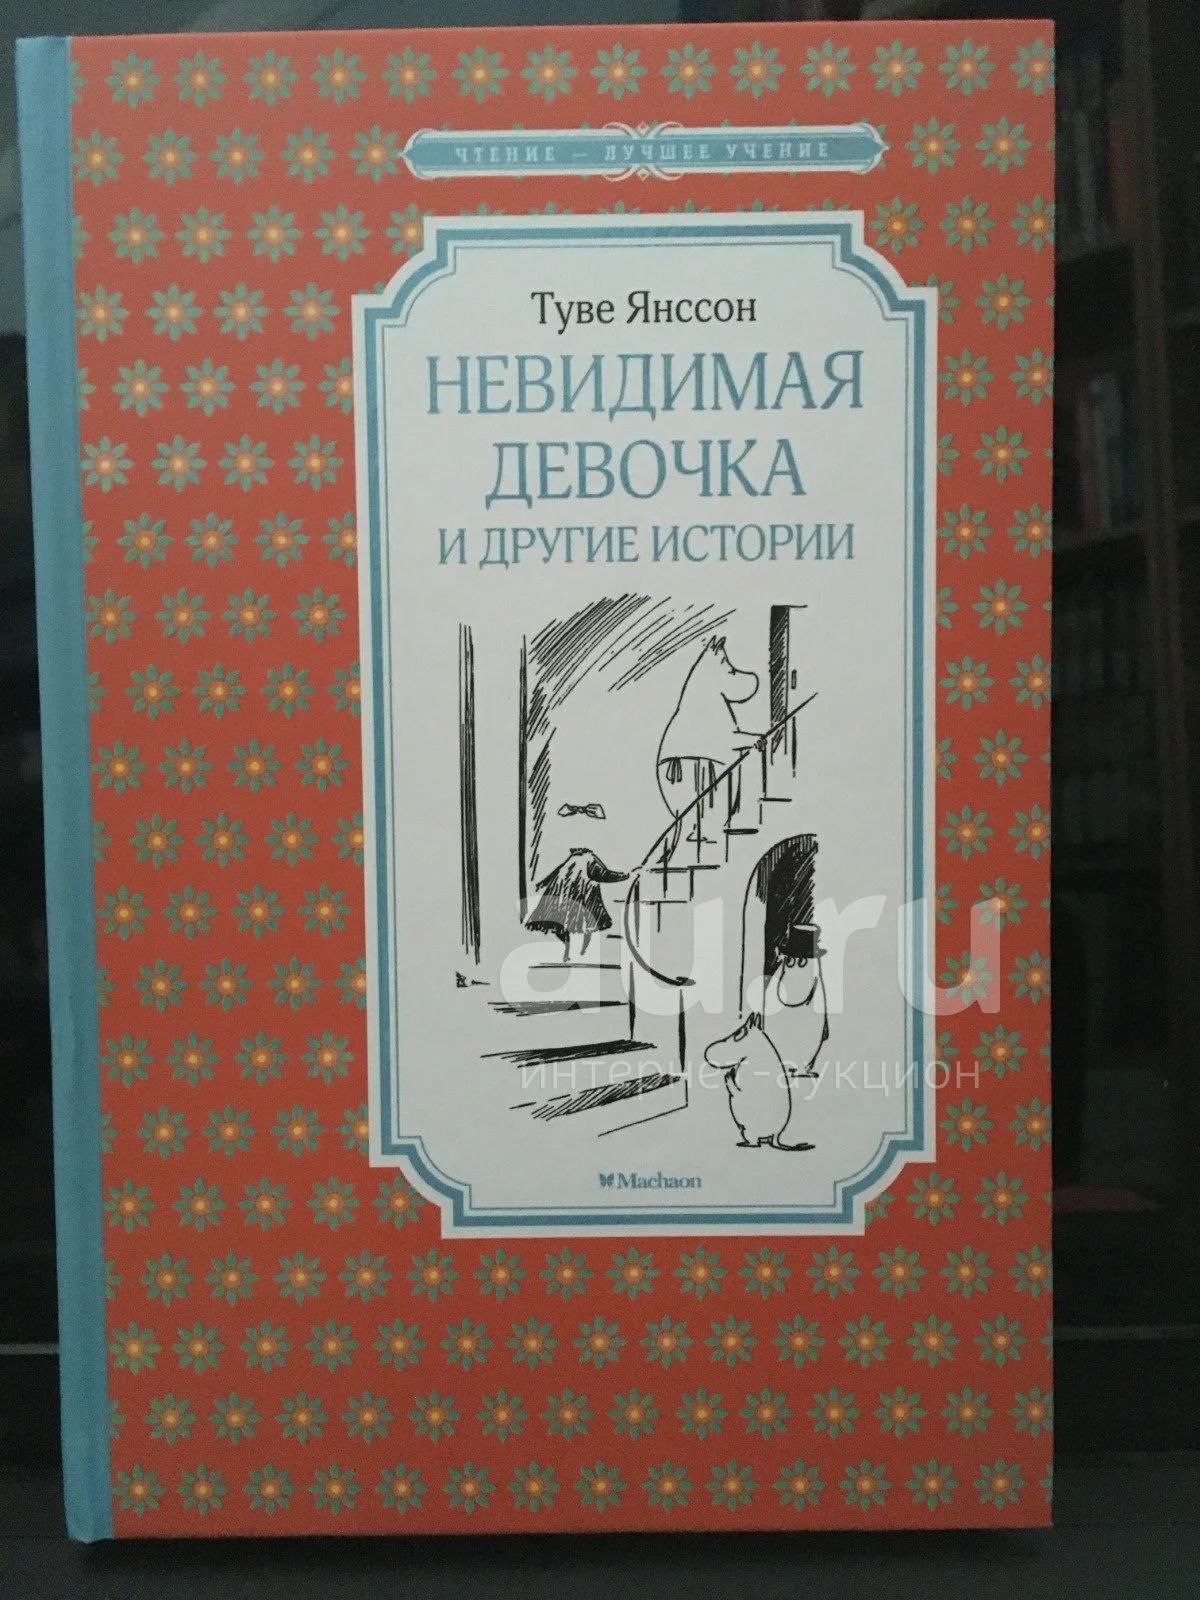 ЧТЕНИЕ – ЛУЧШЕЕ УЧЕНИЕ
Туве Янссон
НЕВИДИМАЯ
ДЕВОЧКА
И ДРУГИЕ ИСТОРИИ
au.ru
интернет-аукцион
Machaon